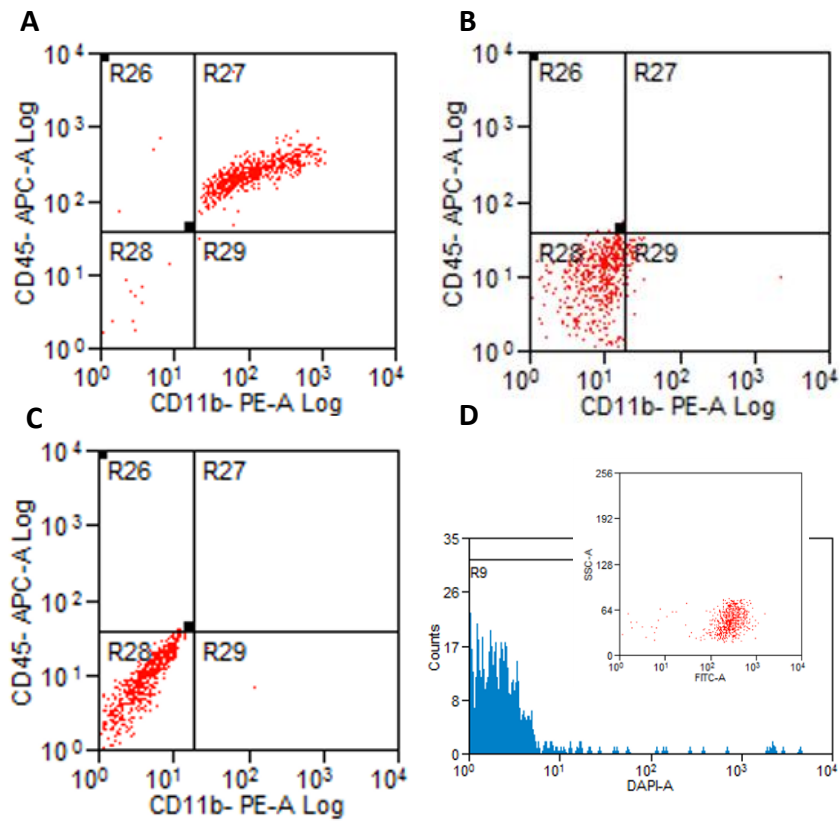 A
CD45- APC-A Log
10⁴
10³
10²
10¹
10⁰
R26 R27
R28 R29
10⁰ 10¹ 10² 10³ 10⁴
CD11b- PE-A Log
B
CD45- APC-A Log
10⁴
10³
10²
10¹
10⁰
R26 R27
R28 R29
10⁰ 10¹ 10² 10³ 10⁴
CD11b- PE-A Log
C
CD45- APC-A Log
10⁴
10³
10²
10¹
10⁰
R26 R27
R28 R29
10⁰ 10¹ 10² 10³ 10⁴
CD11b- PE-A Log
D
Counts
35
26
17
8
0
R9
10⁰ 10¹ 10² 10³ 10⁴
DAPI-A
SSC-A
256
192
128
64
0
10⁰ 10¹ 10² 10³ 10⁴
FITC-A